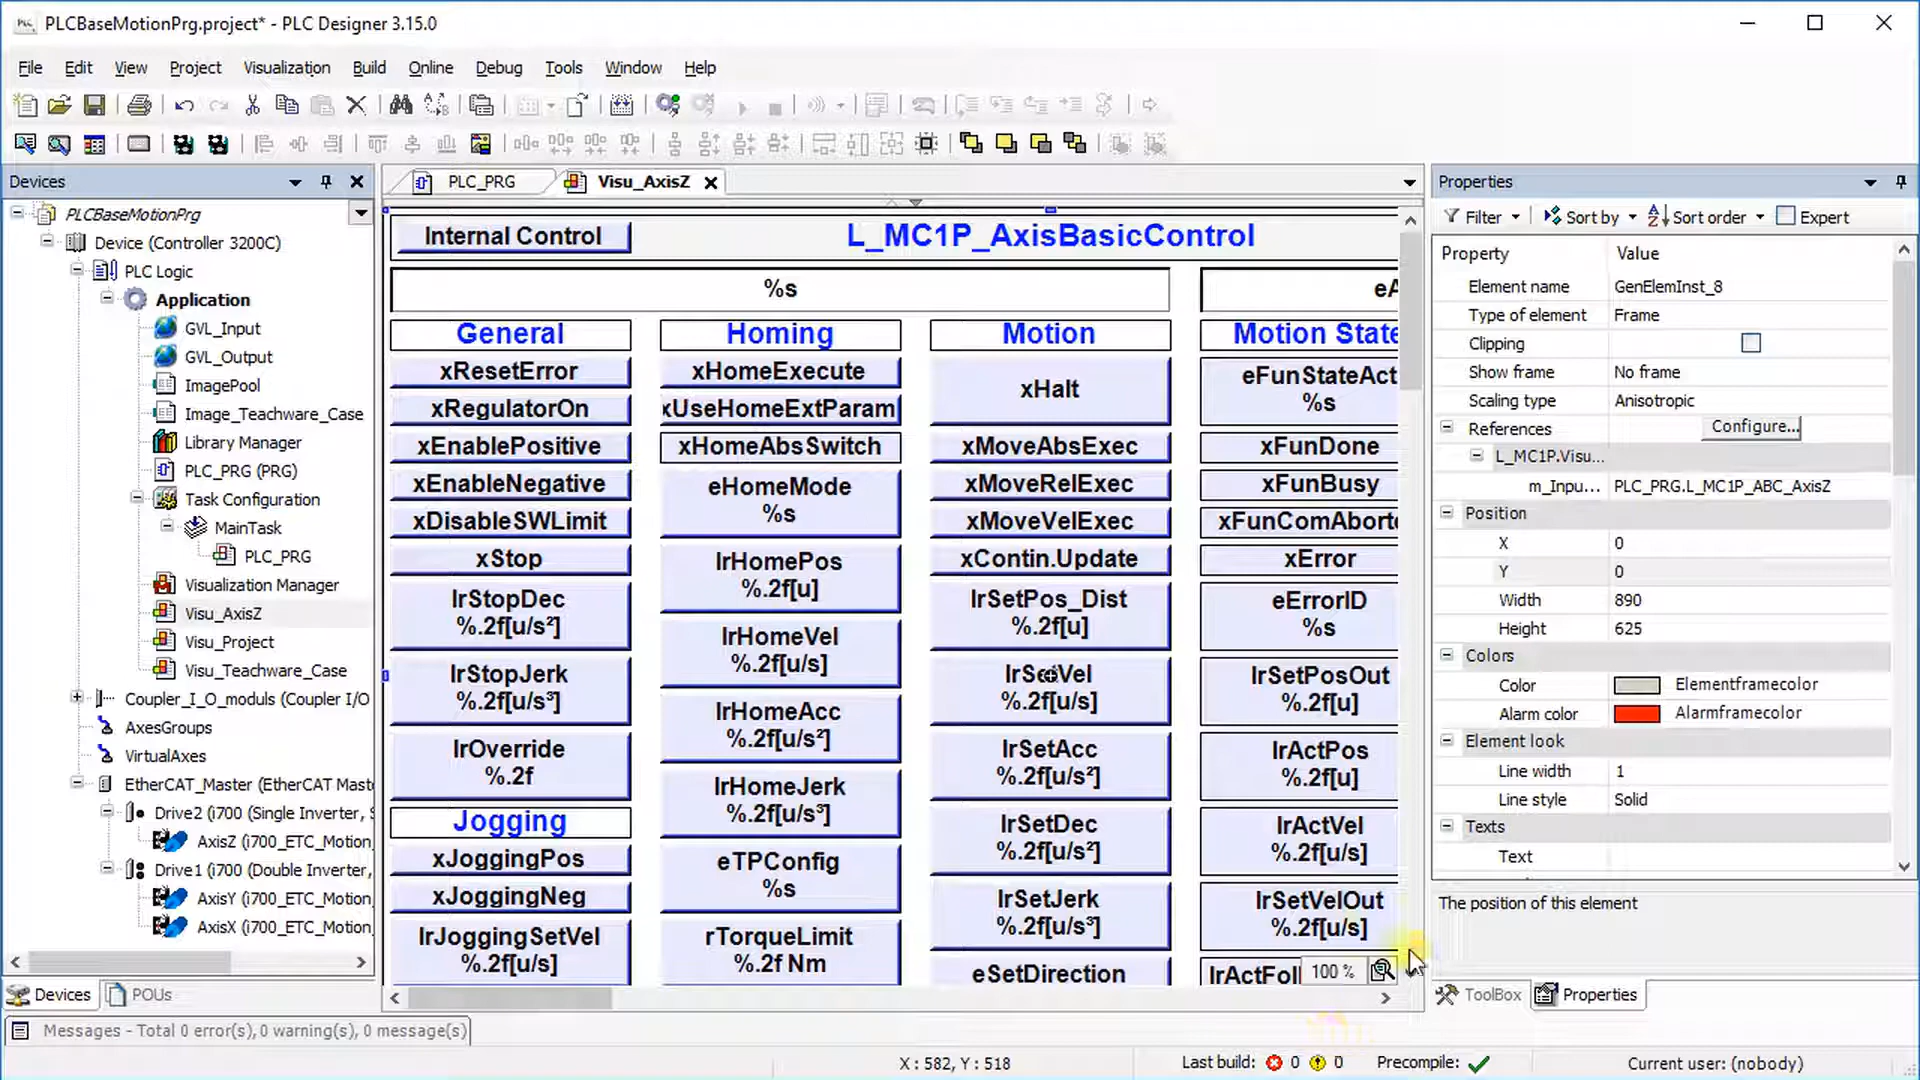 PLCBaseMotionPrg.project* - PLC Designer 3.15.0
File Edit View Project Visualization Build Online Debug Tools Window Help
Devices
PLCBaseMotionPrg
Device (Controller 3200C)
PLC Logic
Application
GVL_Input
GVL_Output
ImagePool
Image_Teachware_Case
Library Manager
PLC_PRG (PRG)
Task Configuration
MainTask
PLC_PRG
Visualization Manager
Visu_AxisZ
Visu_Project
Visu_Teachware_Case
Coupler_I_O_moduls (Coupler I/O
AxesGroups
VirtualAxes
EtherCAT_Master (EtherCAT Mast
Drive2 (i700 (Single Inverter, S
AxisZ (i700_ETC_Motion_
Drive1 (i700 (Double Inverter,
AxisY (i700_ETC_Motion_
AxisX (i700_ETC_Motion_
Devices POUs
PLC_PRG Visu_AxisZ
Internal Control L_MC1P_AxisBasicControl
%s eA
General
xResetError
xRegulatorOn
xEnablePositive
xEnableNegative
xDisableSWLimit
xStop
lrStopDec
%.2f[u/s²]
lrStopJerk
%.2f[u/s³]
lrOverride
%.2f
Jogging
xJoggingPos
xJoggingNeg
lrJoggingSetVel
%.2f[u/s]
Homing
xHomeExecute
xUseHomeExtParam
xHomeAbsSwitch
eHomeMode
%s
lrHomePos
%.2f[u]
lrHomeVel
%.2f[u/s]
lrHomeAcc
%.2f[u/s²]
lrHomeJerk
%.2f[u/s³]
eTPConfig
%s
rTorqueLimit
%.2f Nm
Motion
xHalt
xMoveAbsExec
xMoveRelExec
xMoveVelExec
xContin.Update
lrSetPos_Dist
%.2f[u]
lrSetVel
%.2f[u/s]
lrSetAcc
%.2f[u/s²]
lrSetDec
%.2f[u/s²]
lrSetJerk
%.2f[u/s³]
eSetDirection
Motion State
eFunStateAct
%s
xFunDone
xFunBusy
xFunComAborte
xError
eErrorID
%s
lrSetPosOut
%.2f[u]
lrActPos
%.2f[u]
lrActVel
%.2f[u/s]
lrSetVelOut
%.2f[u/s]
lrActFoll
100 %
Properties
Filter Sort by Sort order Expert
Property Value
Element name GenElemInst_8
Type of element Frame
Clipping
Show frame No frame
Scaling type Anisotropic
References Configure...
L_MC1P.Visu...
m_Inpu... PLC_PRG.L_MC1P_ABC_AxisZ
Position
X 0
Y 0
Width 890
Height 625
Colors
Color Elementframecolor
Alarm color Alarmframecolor
Element look
Line width 1
Line style Solid
Texts
Text
The position of this element
ToolBox Properties
Messages - Total 0 error(s), 0 warning(s), 0 message(s)
X : 582, Y : 518 Last build: 0 0 Precompile: Current user: (nobody)